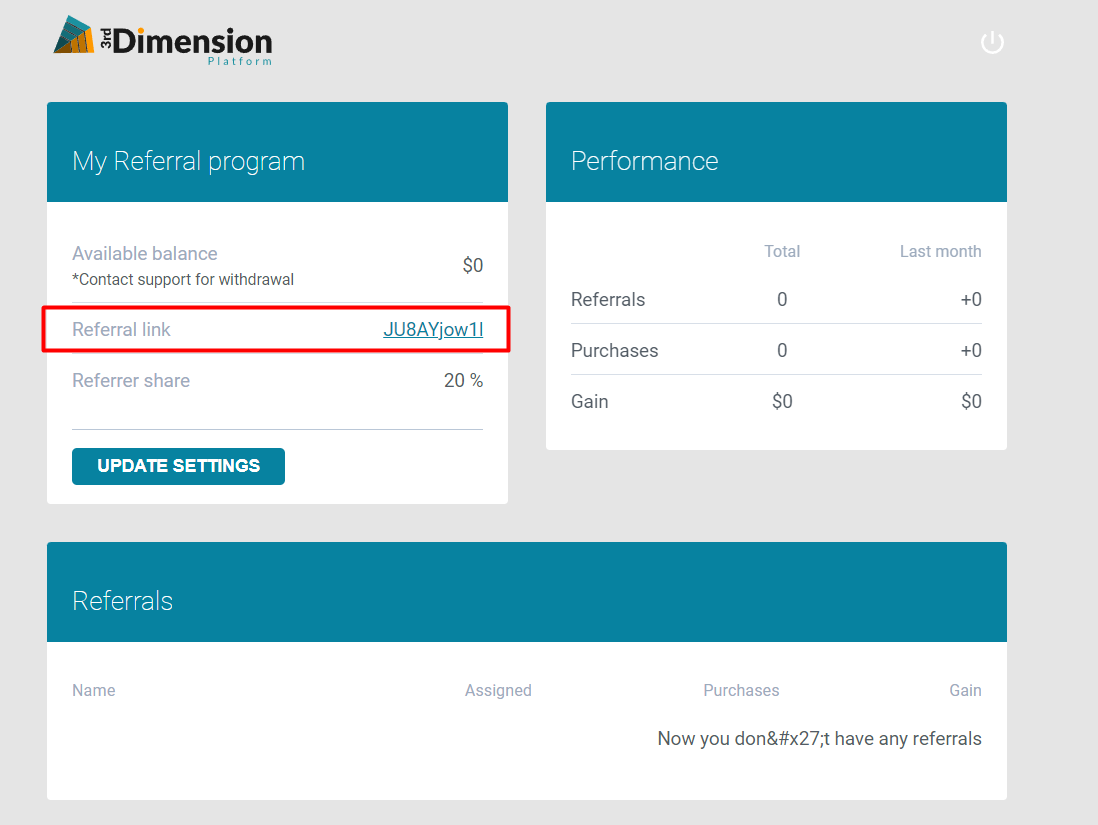 3rd Dimension
Platform
My Referral program
Available balance
*Contact support for withdrawal
$0
Referral link JU8AYjow1l
Referrer share 20 %
UPDATE SETTINGS
Performance
Total Last month
Referrals 0 +0
Purchases 0 +0
Gain $0 $0
Referrals
Name Assigned Purchases Gain
Now you don&#x27;t have any referrals